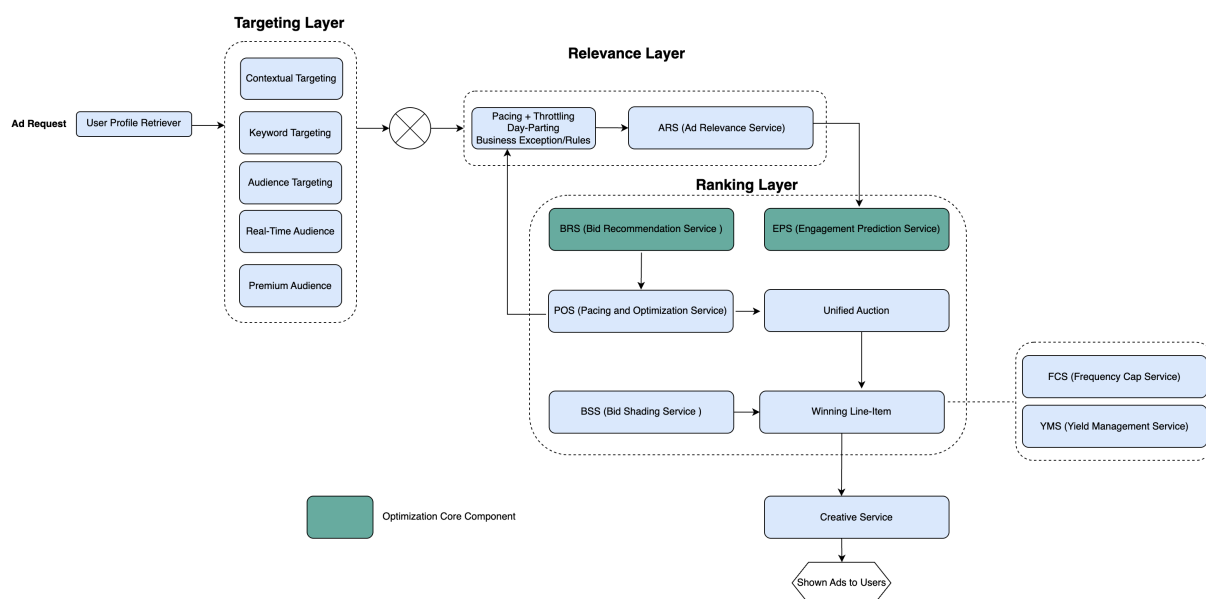 Targeting Layer
Relevance Layer
Contextual Targeting
Ad Request
User Profile Retriever
Keyword Targeting
Pacing + Throttling
Day-Parting
Business Exception/Rules
ARS (Ad Relevance Service)
Audience Targeting
Ranking Layer
Real-Time Audience
BRS (Bid Recommendation Service )
EPS (Engagement Prediction Service)
Premium Audience
POS (Pacing and Optimization Service)
Unified Auction
FCS (Frequency Cap Service)
BSS (Bid Shading Service )
Winning Line-Item
YMS (Yield Management Service)
Optimization Core Component
Creative Service
Shown Ads to Users